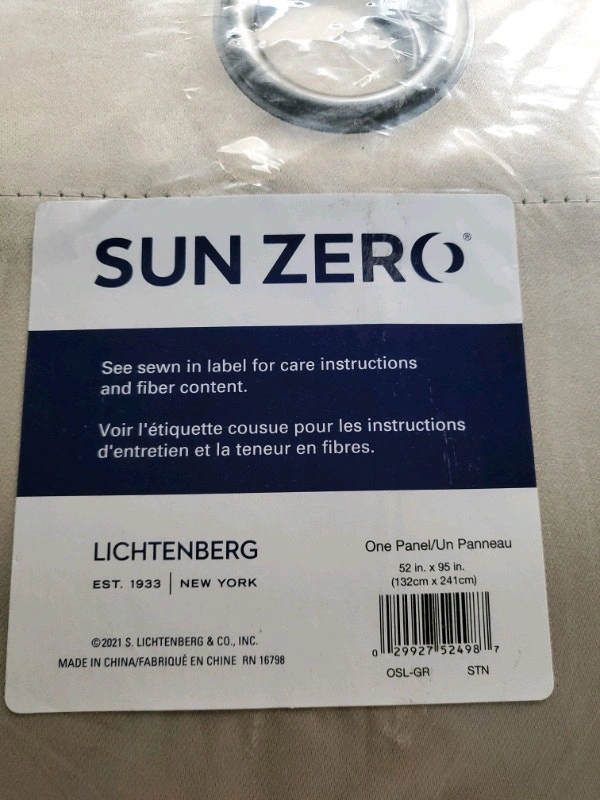 SUN ZERO®
See sewn in label for care instructions
and fiber content.
Voir l'étiquette cousue pour les instructions
d'entretien et la teneur en fibres.
LICHTENBERG
EST. 1933 | NEW YORK
©2021 S. LICHTENBERG & CO., INC.
MADE IN CHINA/FABRIQUÉ EN CHINE RN 16798
One Panel/Un Panneau
52 in. x 95 in.
(132cm x 241cm)
0 29927 52498 7
OSL-GR STN